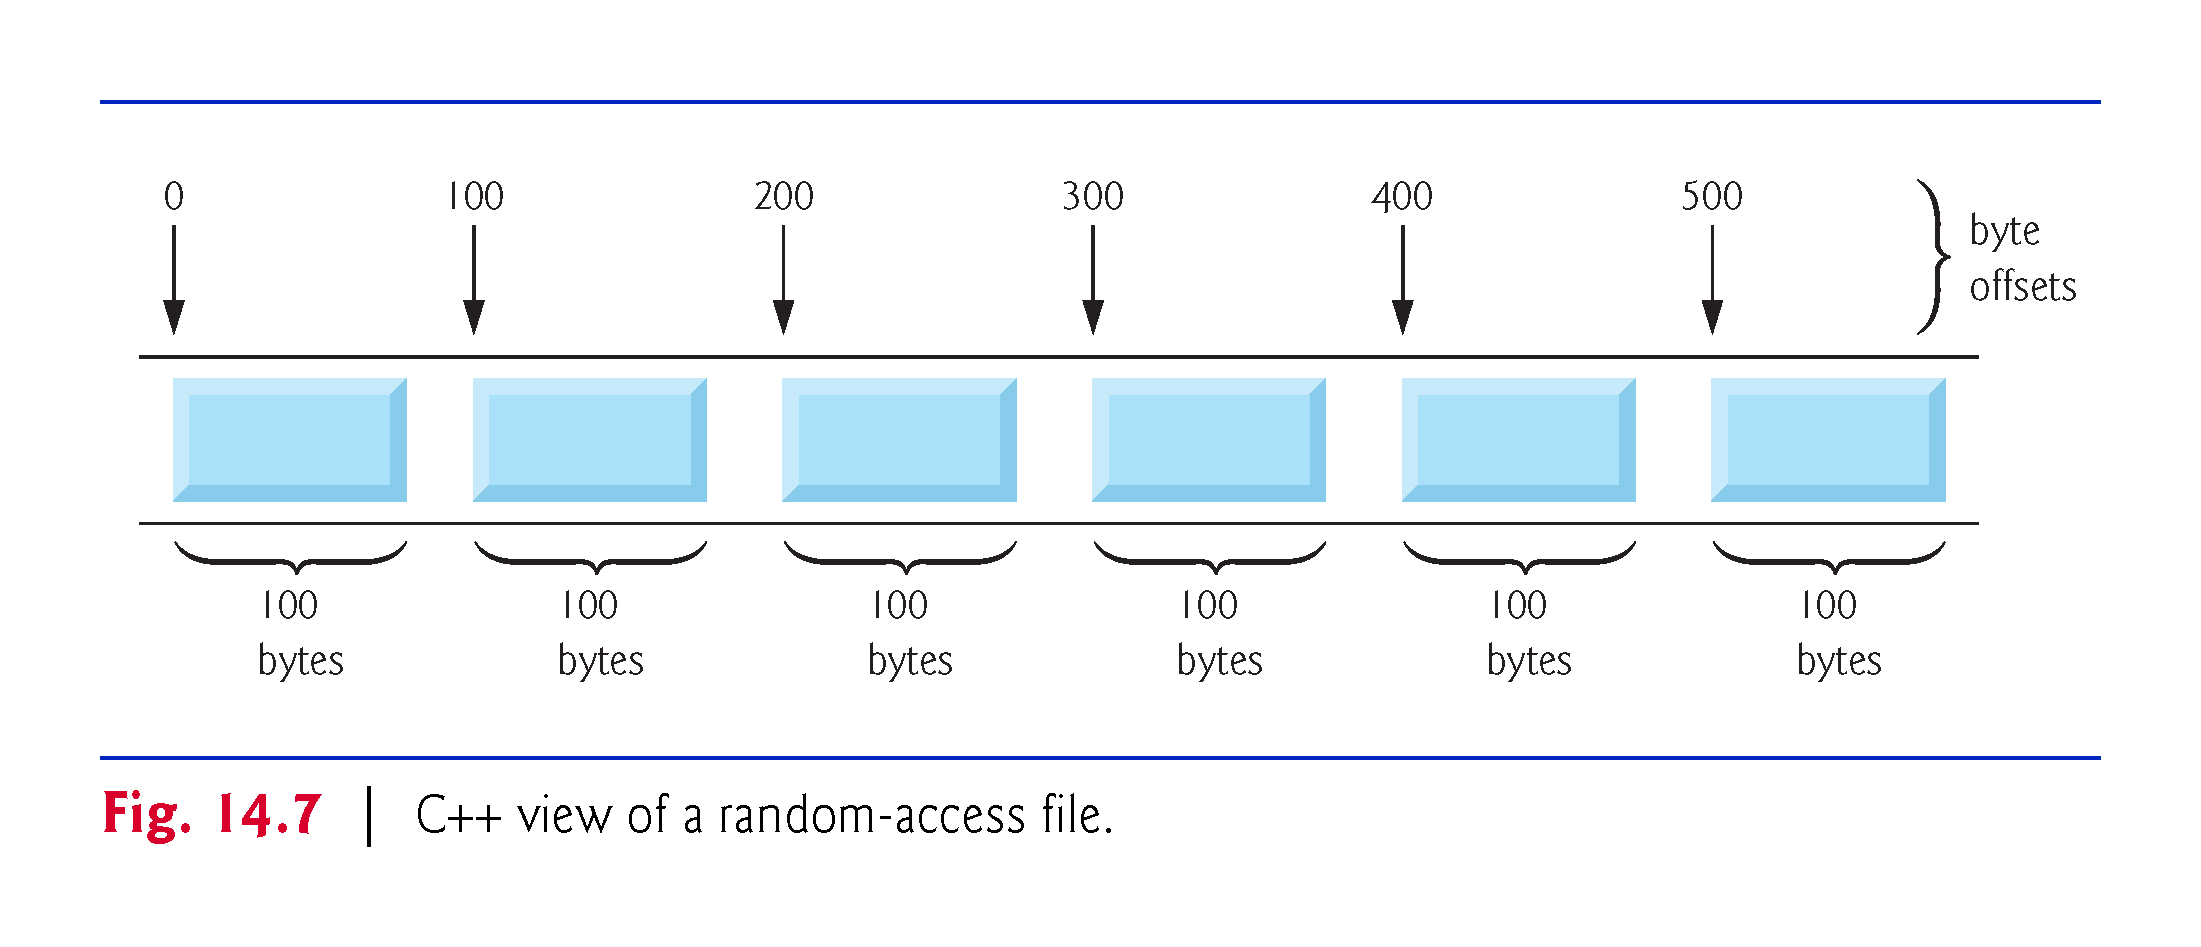 0 100 200 300 400 500
byte
offsets
100 100 100 100 100 100
bytes bytes bytes bytes bytes bytes
Fig. 14.7 | C++ view of a random-access file.